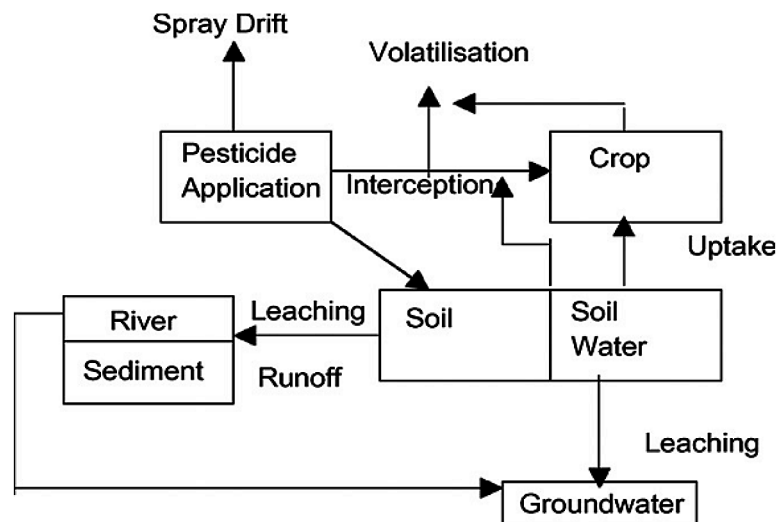 Spray Drift
Volatilisation
Pesticide
Application
Interception
Crop
Uptake
River
Sediment
Leaching
Runoff
Soil
Soil
Water
Leaching
Groundwater